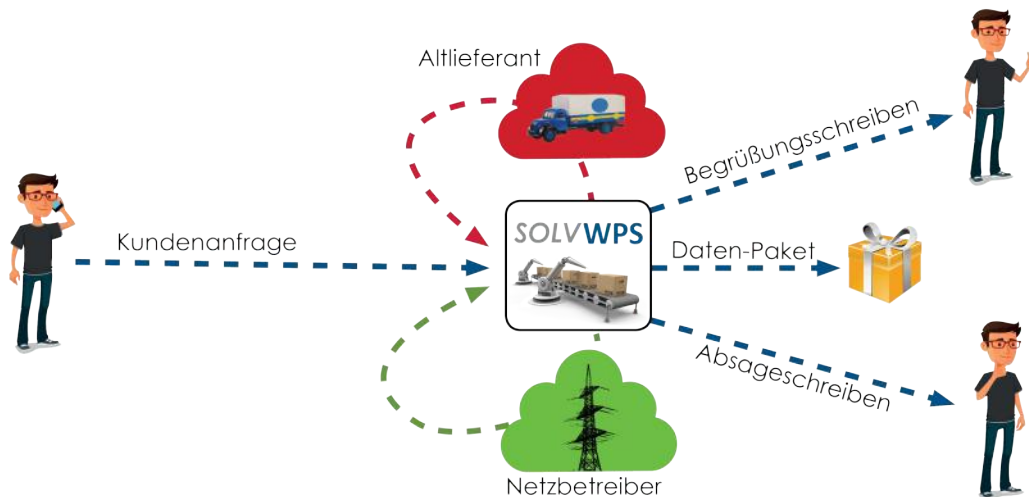 Altlieferant
Begrüßungsschreiben
Kundenanfrage
SOLVWPS
Daten-Paket
Absageschreiben
Netzbetreiber